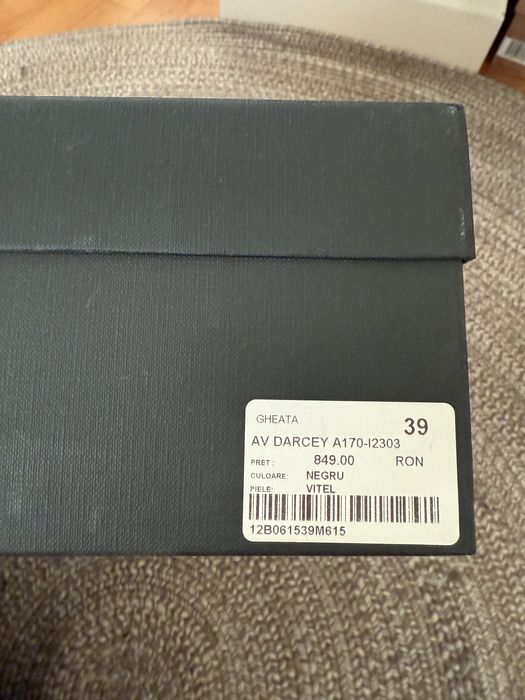 GHEATA 39
AV DARCEY A170-I2303
PRET: 849.00 RON
CULOARE: NEGRU
PIELE: VITEL
12B061539M615